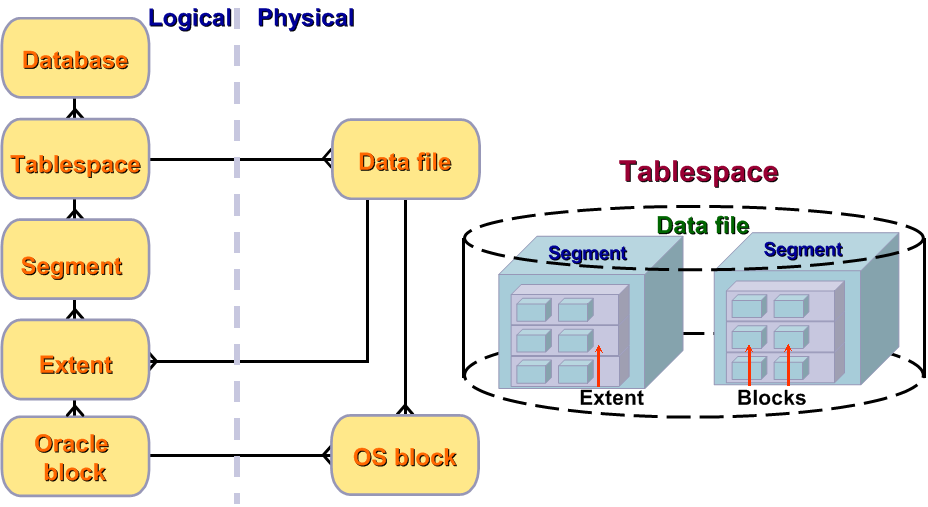 Logical
Physical
Database
Tablespace
Data file
Segment
Extent
Oracle
block
OS block
Tablespace
Data file
Segment
Segment
Extent
Blocks